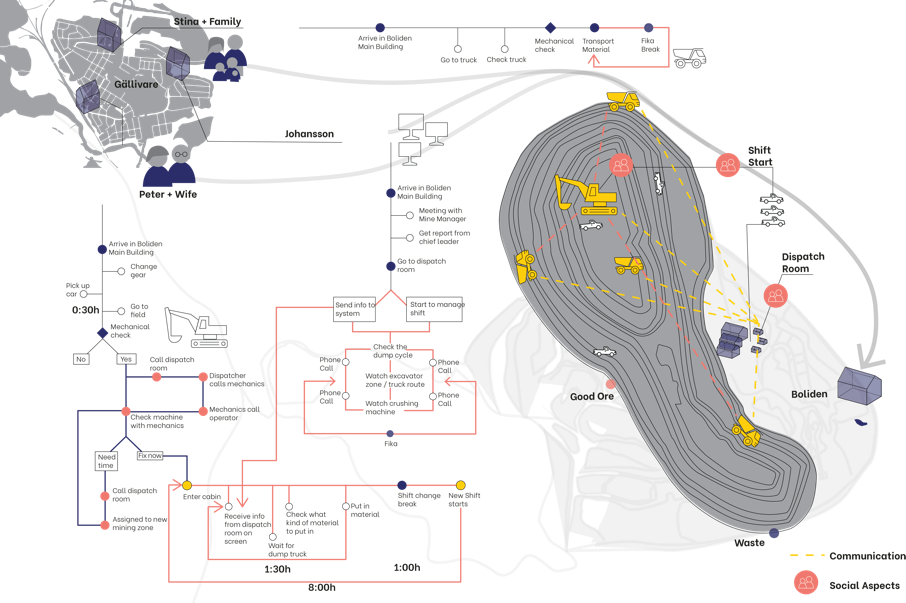 Stina + Family
Gällivare
Johansson
Peter + Wife
Arrive in Boliden
Main Building
Go to truck
Check truck
Mechanical
check
Transport
Material
Fika
Break
Shift
Start
Dispatch
Room
Boliden
Good Ore
Waste
Communication
Social Aspects
Arrive in Boliden
Main Building
Meeting with
Mine Manager
Get report from
chief leader
Go to dispatch
room
Send info to
system
Start to manage
shift
Check the
dump cycle
Phone
Call
Phone
Call
Watch excavator
zone / truck route
Phone
Call
Phone
Call
Watch crushing
machine
Fika
Arrive in Boliden
Main Building
Change
gear
Pick up
car
0:30h
Go to
field
Mechanical
check
No
Yes
Call dispatch
room
Dispatcher
calls mechanics
Mechanics call
operator
Check machine
with mechanics
Need
time
Fix now
Call dispatch
room
Assigned to new
mining zone
Enter cabin
Receive info
from dispatch
room on
screen
Wait for
dump truck
Check what
kind of material
to put in
Put in
material
Shift change
break
New Shift
starts
1:30h
1:00h
8:00h